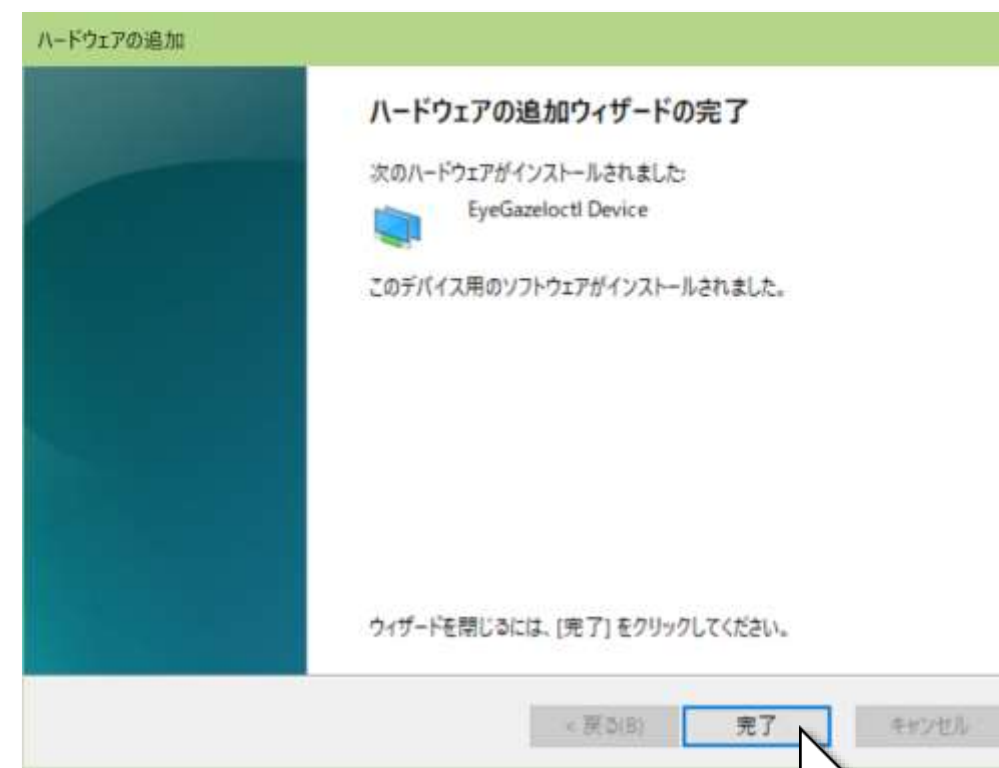 ハードウェアの追加
ハードウェアの追加ウィザードの完了
次のハードウェアがインストールされました:
EyeGazeIoctl Device
このデバイス用のソフトウェアがインストールされました。
ウィザードを閉じるには、[完了] をクリックしてください。
< 戻る(B)
完了
キャンセル